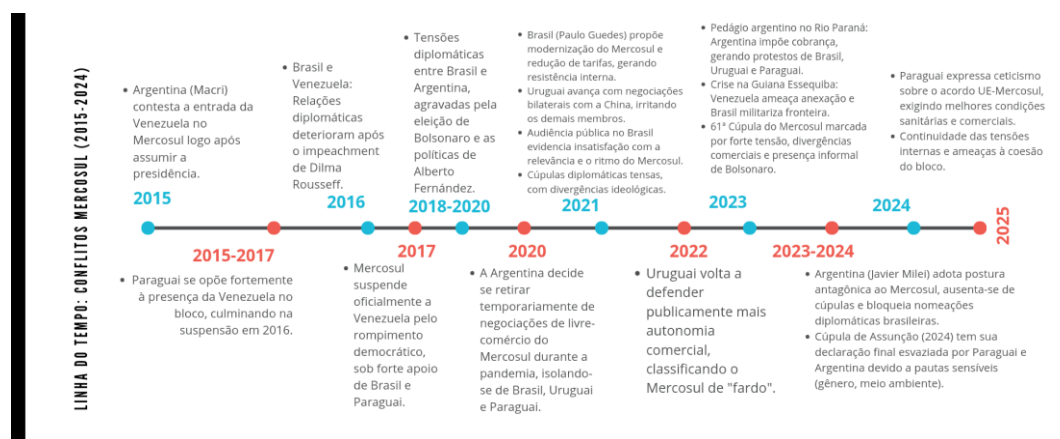 LINHA DO TEMPO: CONFLITOS MERCOSUL (2015-2024)
• Argentina (Macri)
contesta a entrada da
Venezuela no
Mercosul logo após
assumir a
presidência.
2015
2015-2017
• Paraguai se opõe fortemente
à presença da Venezuela no
bloco, culminando na
suspensão em 2016.
• Brasil e
Venezuela:
Relações
diplomáticas
deterioram após
o impeachment
de Dilma
Rousseff.
2016
2017
• Mercosul
suspende
oficialmente a
Venezuela pelo
rompimento
democrático,
sob forte apoio
de Brasil e
Paraguai.
• Tensões
diplomáticas
entre Brasil e
Argentina,
agravadas pela
eleição de
Bolsonaro e as
políticas de
Alberto
Fernández.
2018-2020
2020
• A Argentina decide
se retirar
temporariamente de
negociações de livre-
comércio do
Mercosul durante a
pandemia, isolando-
se de Brasil, Uruguai
e Paraguai.
• Brasil (Paulo Guedes) propõe
modernização do Mercosul e
redução de tarifas, gerando
resistência interna.
• Uruguai avança com negociações
bilaterais com a China, irritando
os demais membros.
• Audiência pública no Brasil
evidencia insatisfação com a
relevância e o ritmo do Mercosul.
• Cúpulas diplomáticas tensas,
com divergências ideológicas.
2021
2022
• Uruguai volta a
defender
publicamente mais
autonomia
comercial,
classificando o
Mercosul de "fardo".
• Pedágio argentino no Rio Paraná:
Argentina impõe cobrança,
gerando protestos de Brasil,
Uruguai e Paraguai.
• Crise na Guiana Essequiba:
Venezuela ameaça anexação e
Brasil militariza fronteira.
• 61ª Cúpula do Mercosul marcada
por forte tensão, divergências
comerciais e presença informal
de Bolsonaro.
2023
2023-2024
• Argentina (Javier Milei) adota postura
antagônica ao Mercosul, ausenta-se de
cúpulas e bloqueia nomeações
diplomáticas brasileiras.
• Cúpula de Assunção (2024) tem sua
declaração final esvaziada por Paraguai e
Argentina devido a pautas sensíveis
(gênero, meio ambiente).
• Paraguai expressa ceticismo
sobre o acordo UE-Mercosul,
exigindo melhores condições
sanitárias e comerciais.
• Continuidade das tensões
internas e ameaças à coesão
do bloco.
2024
2025